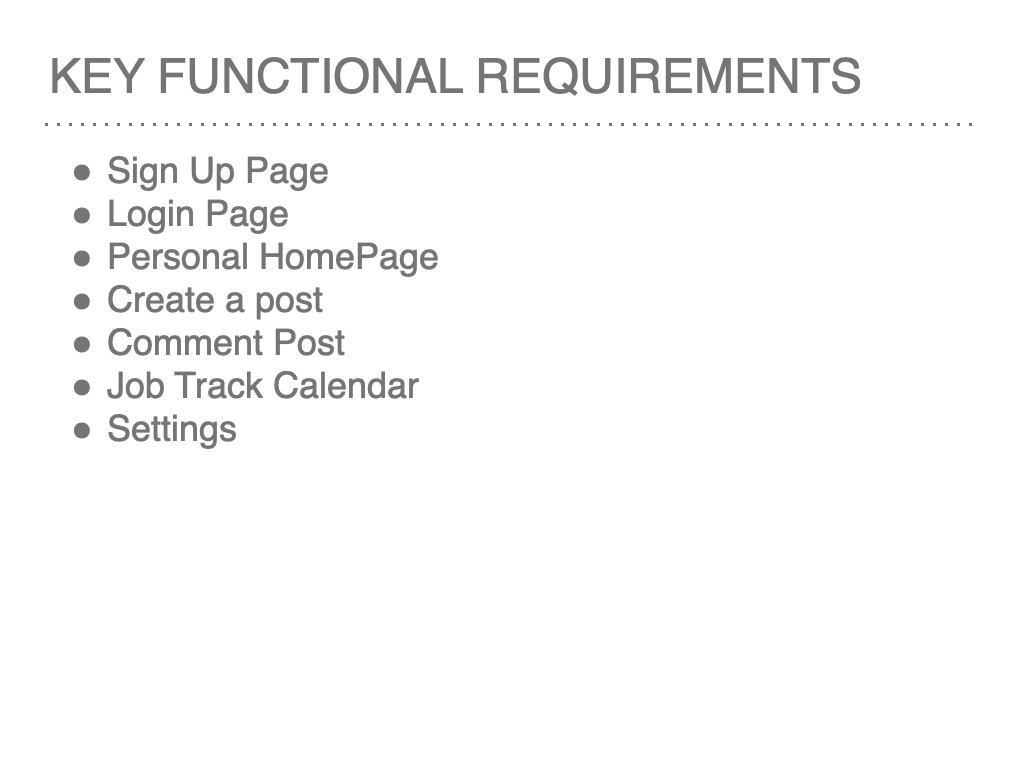 KEY FUNCTIONAL REQUIREMENTS
● Sign Up Page
● Login Page
● Personal HomePage
● Create a post
● Comment Post
● Job Track Calendar
● Settings